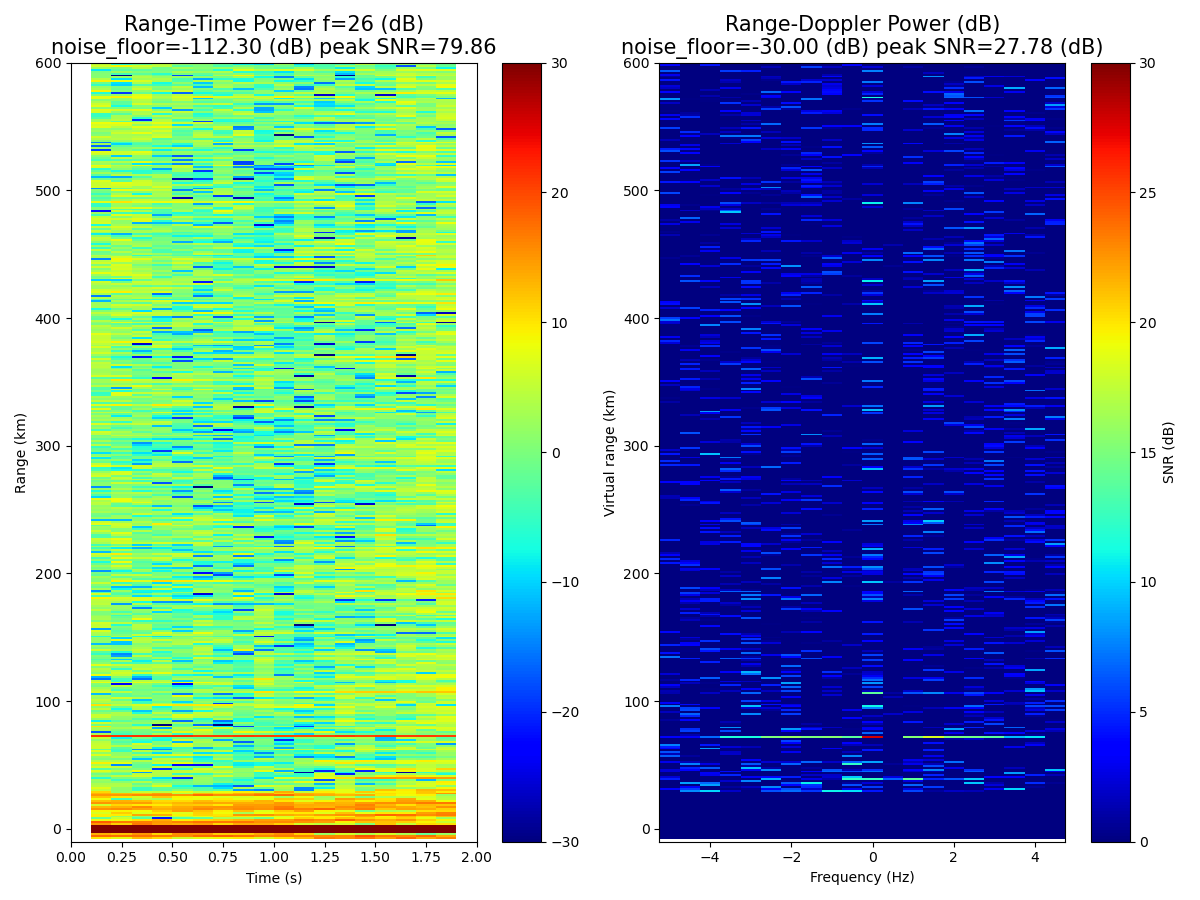 Range-Time Power f=26 (dB)
noise_floor=-112.30 (dB) peak SNR=79.86
Range (km)
600
500
400
300
200
100
0
0.00 0.25 0.50 0.75 1.00 1.25 1.50 1.75 2.00
Time (s)
30
20
10
0
−10
−20
−30
Range-Doppler Power (dB)
noise_floor=-30.00 (dB) peak SNR=27.78 (dB)
Virtual range (km)
600
500
400
300
200
100
0
−4 −2 0 2 4
Frequency (Hz)
30
25
20
15
10
5
0
SNR (dB)